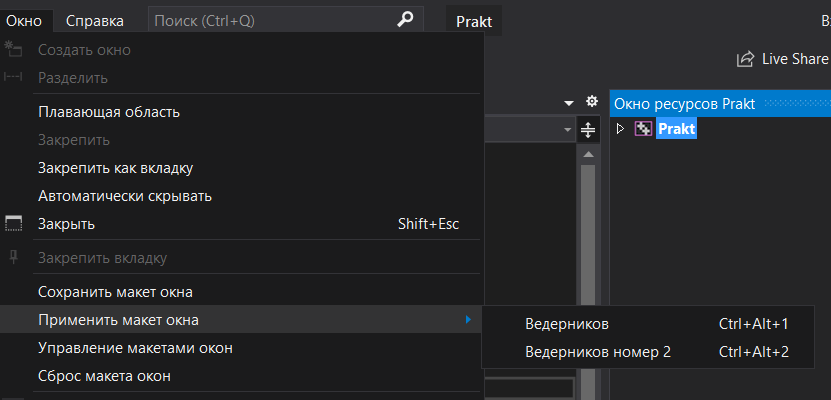 Окно Справка Поиск (Ctrl+Q) Prakt
Создать окно
Live Share
Разделить
Окно ресурсов Prakt
Плавающая область
Prakt
Закрепить
Закрепить как вкладку
Автоматически скрывать
Закрыть Shift+Esc
Закрепить вкладку
Сохранить макет окна
Применить макет окна
Ведерников Ctrl+Alt+1
Управление макетами окон
Ведерников номер 2 Ctrl+Alt+2
Сброс макета окон